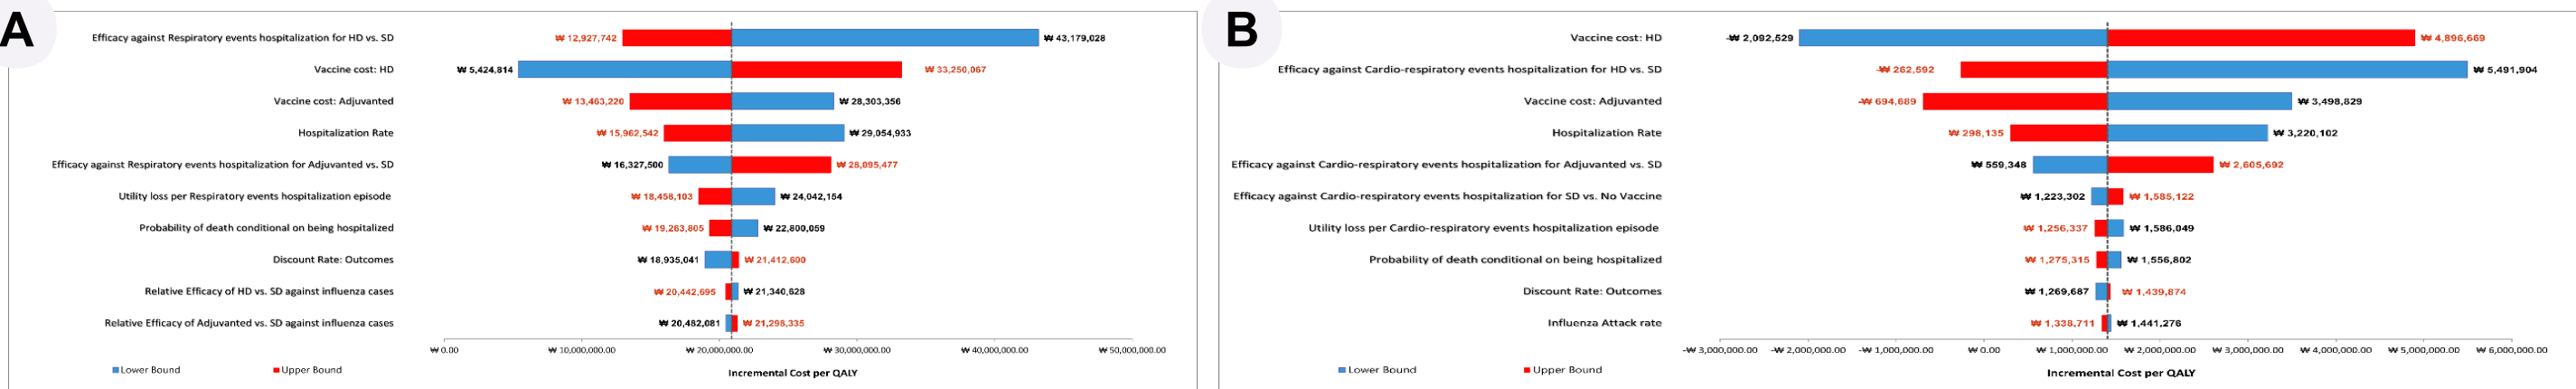 A
Efficacy against Respiratory events hospitalization for HD vs. SD ₩ 12,927,742 ₩ 43,179,028
Vaccine cost: HD ₩ 5,424,814 ₩ 33,250,067
Vaccine cost: Adjuvanted ₩ 13,463,220 ₩ 28,303,356
Hospitalization Rate ₩ 15,962,542 ₩ 29,054,933
Efficacy against Respiratory events hospitalization for Adjuvanted vs. SD ₩ 16,327,500 ₩ 28,095,477
Utility loss per Respiratory events hospitalization episode ₩ 18,458,103 ₩ 24,042,154
Probability of death conditional on being hospitalized ₩ 19,263,805 ₩ 22,800,059
Discount Rate: Outcomes ₩ 18,935,041 ₩ 21,412,600
Relative Efficacy of HD vs. SD against influenza cases ₩ 20,442,695 ₩ 21,340,628
Relative Efficacy of Adjuvanted vs. SD against influenza cases ₩ 20,482,081 ₩ 21,298,335
₩ 0.00 ₩ 10,000,000.00 ₩ 20,000,000.00 ₩ 30,000,000.00 ₩ 40,000,000.00 ₩ 50,000,000.00
Lower Bound Upper Bound Incremental Cost per QALY
B
Vaccine cost: HD -₩ 2,092,529 ₩ 4,896,669
Efficacy against Cardio-respiratory events hospitalization for HD vs. SD -₩ 262,592 ₩ 5,491,904
Vaccine cost: Adjuvanted -₩ 694,689 ₩ 3,498,829
Hospitalization Rate ₩ 298,135 ₩ 3,220,102
Efficacy against Cardio-respiratory events hospitalization for Adjuvanted vs. SD ₩ 559,348 ₩ 2,605,692
Efficacy against Cardio-respiratory events hospitalization for SD vs. No Vaccine ₩ 1,223,302 ₩ 1,585,122
Utility loss per Cardio-respiratory events hospitalization episode ₩ 1,256,337 ₩ 1,586,049
Probability of death conditional on being hospitalized ₩ 1,275,315 ₩ 1,556,802
Discount Rate: Outcomes ₩ 1,269,687 ₩ 1,439,874
Influenza Attack rate ₩ 1,338,711 ₩ 1,441,276
-₩ 3,000,000.00 -₩ 2,000,000.00 -₩ 1,000,000.00 ₩ 0.00 ₩ 1,000,000.00 ₩ 2,000,000.00 ₩ 3,000,000.00 ₩ 4,000,000.00 ₩ 5,000,000.00 ₩ 6,000,000.00
Lower Bound Upper Bound Incremental Cost per QALY